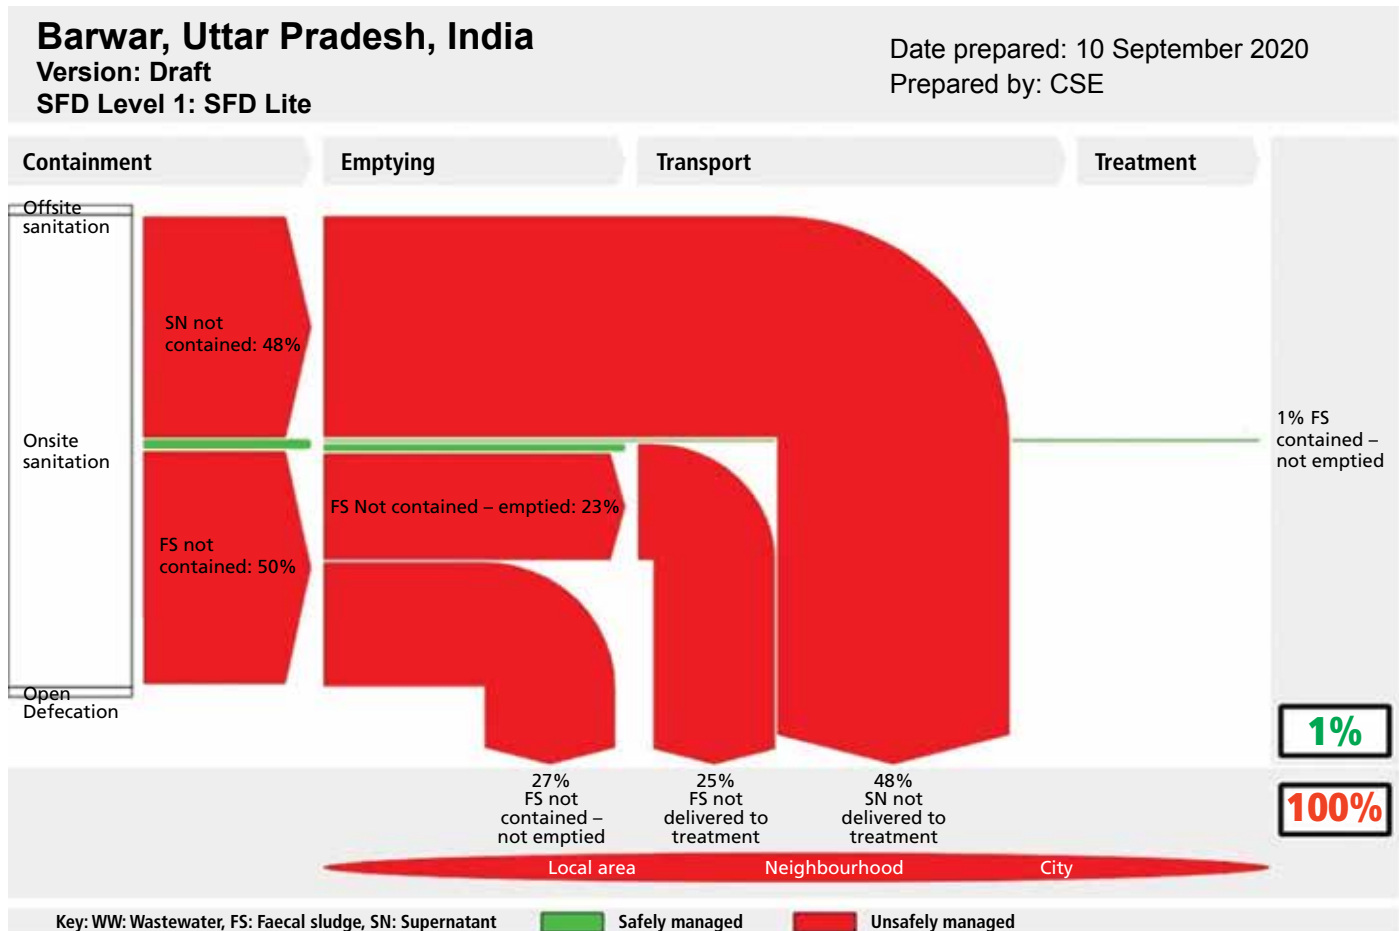 Barwar, Uttar Pradesh, India
Version: Draft
SFD Level 1: SFD Lite
Date prepared: 10 September 2020
Prepared by: CSE
Containment
Emptying
Transport
Treatment
Offsite
sanitation
SN not
contained: 48%
Onsite
sanitation
1% FS
contained –
not emptied
FS Not contained – emptied: 23%
FS not
contained: 50%
Open
Defecation
1%
27%
FS not
contained –
not emptied
25%
FS not
delivered to
treatment
48%
SN not
delivered to
treatment
100%
Local area
Neighbourhood
City
Key: WW: Wastewater, FS: Faecal sludge, SN: Supernatant
Safely managed
Unsafely managed